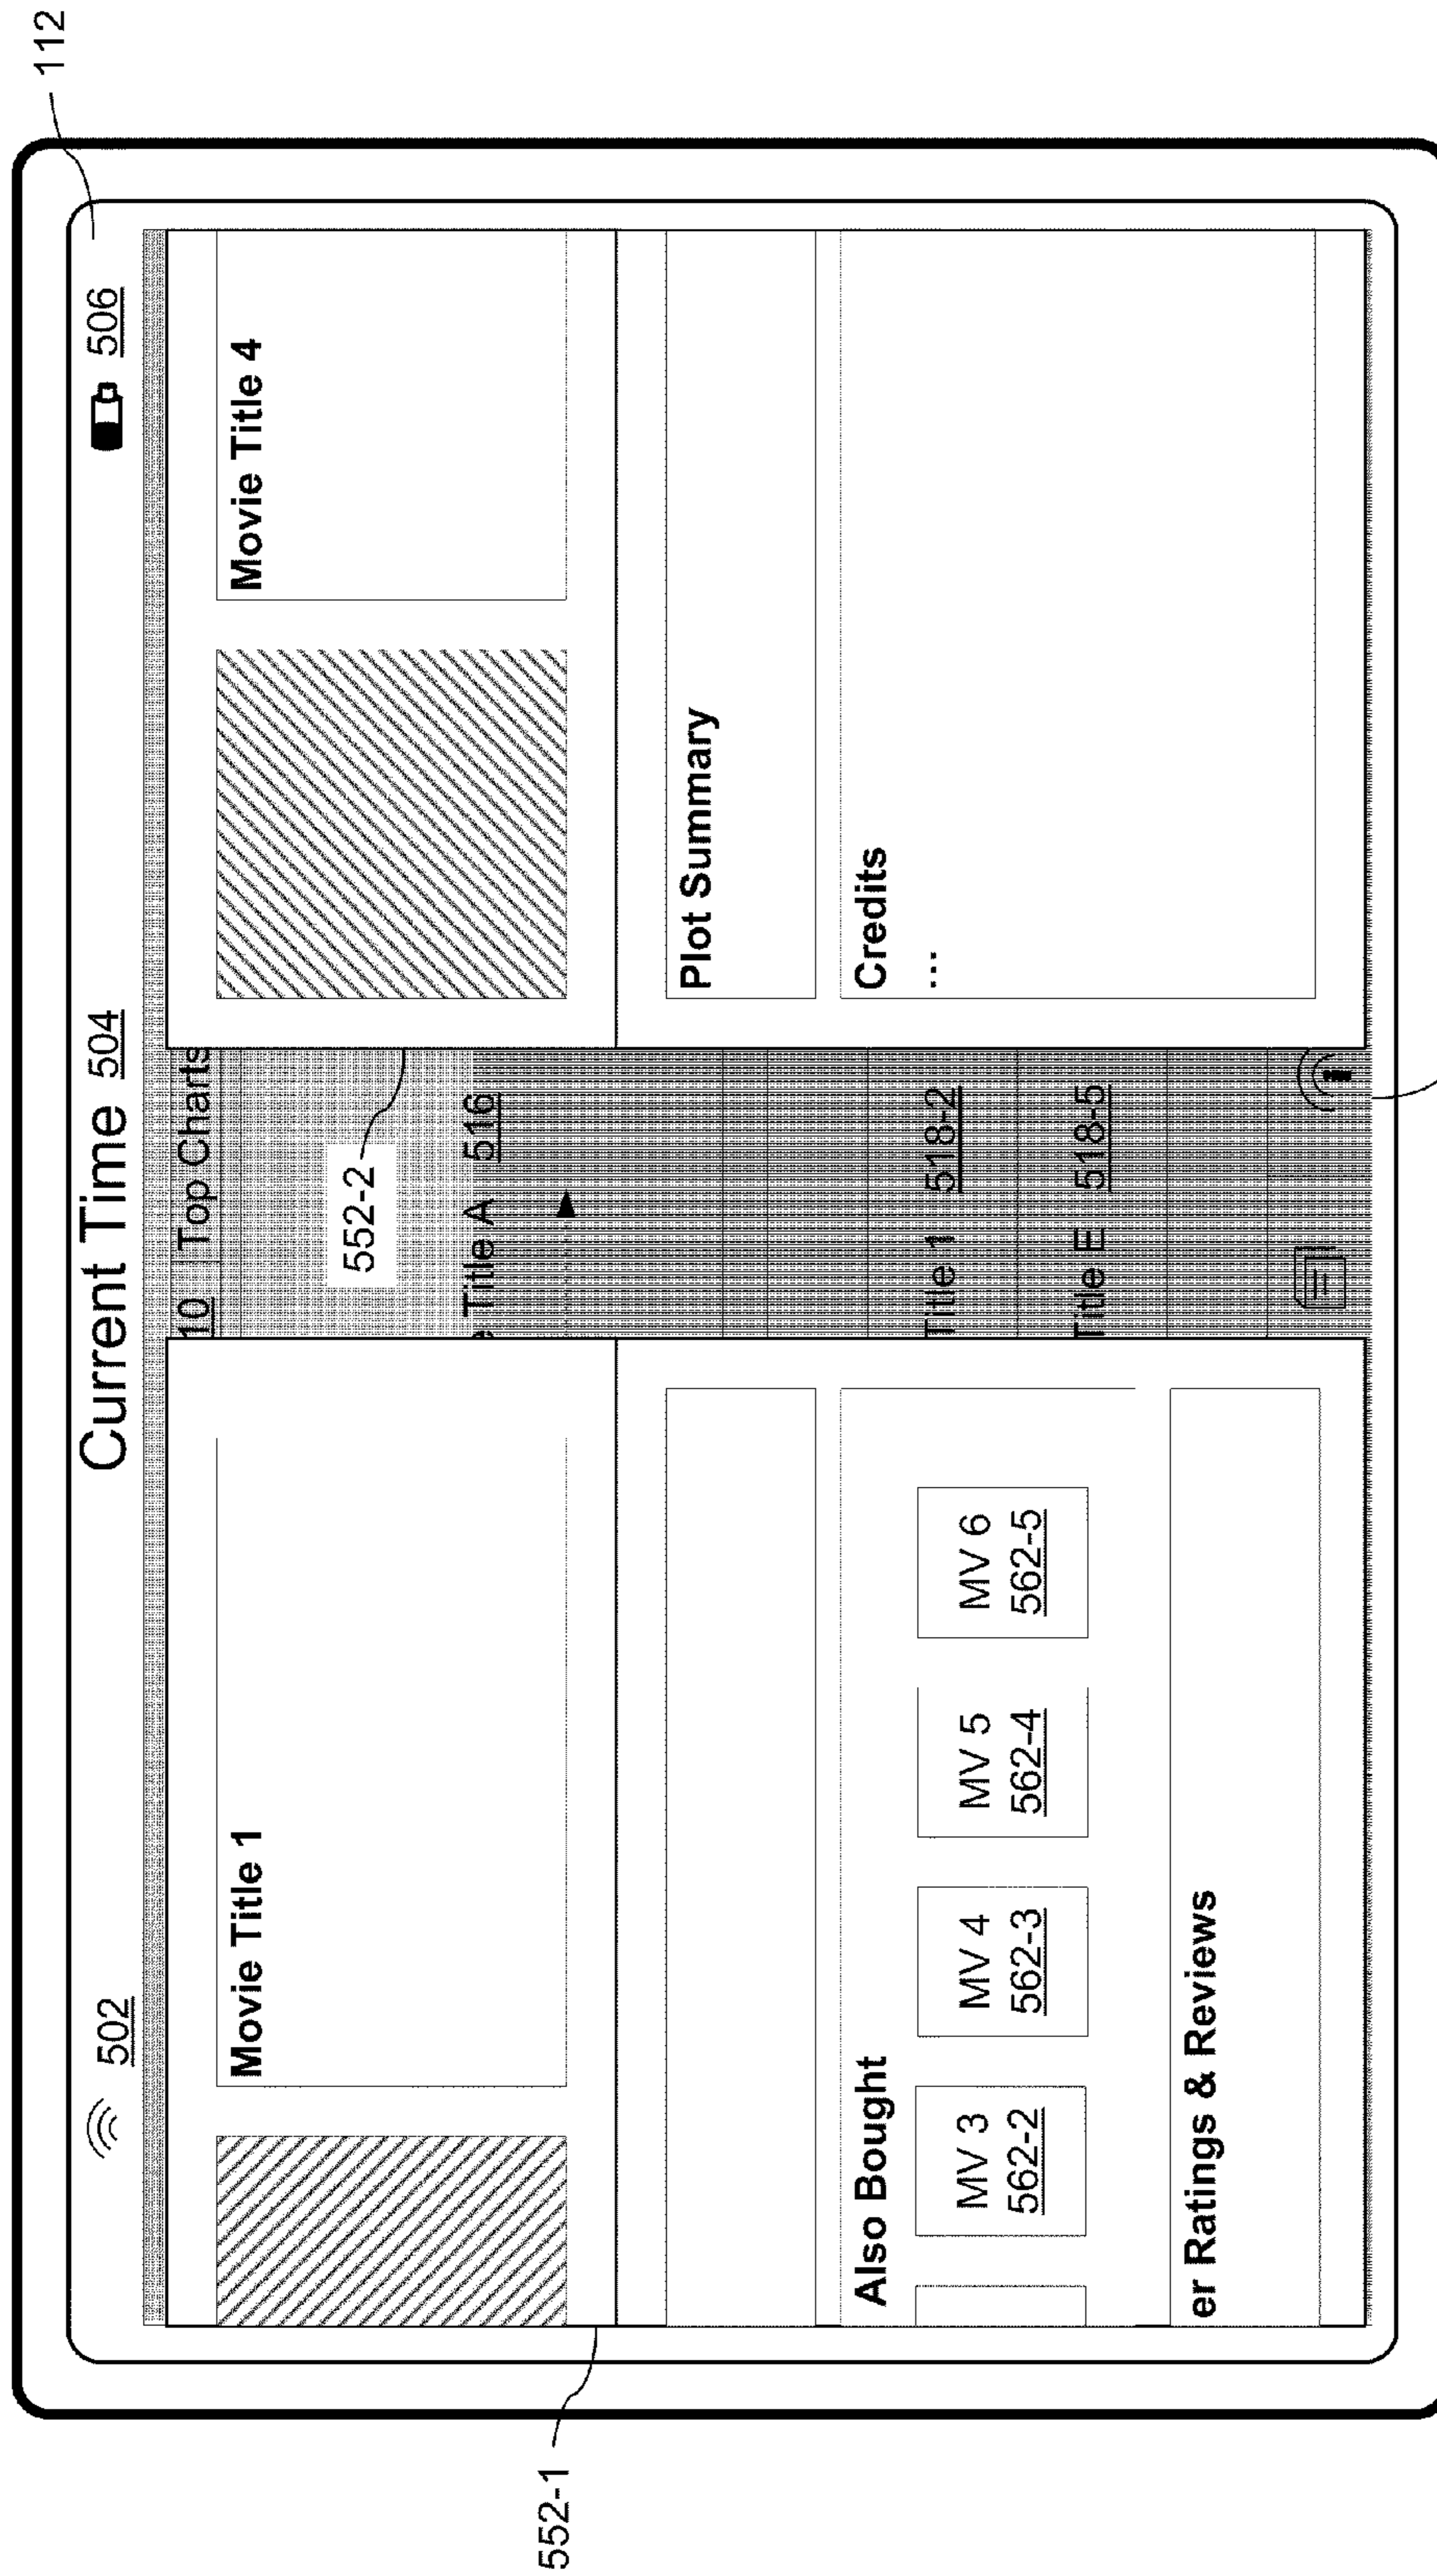 112
502
Current Time 504
506
10
Top Charts
Movie Title 1
Movie Title 4
552-2
Title A 516
552-1
Plot Summary
Also Bought
Credits
...
MV 3
562-2
MV 4
562-3
MV 5
562-4
MV 6
562-5
Title 1 518-2
Title E 518-5
er Ratings & Reviews